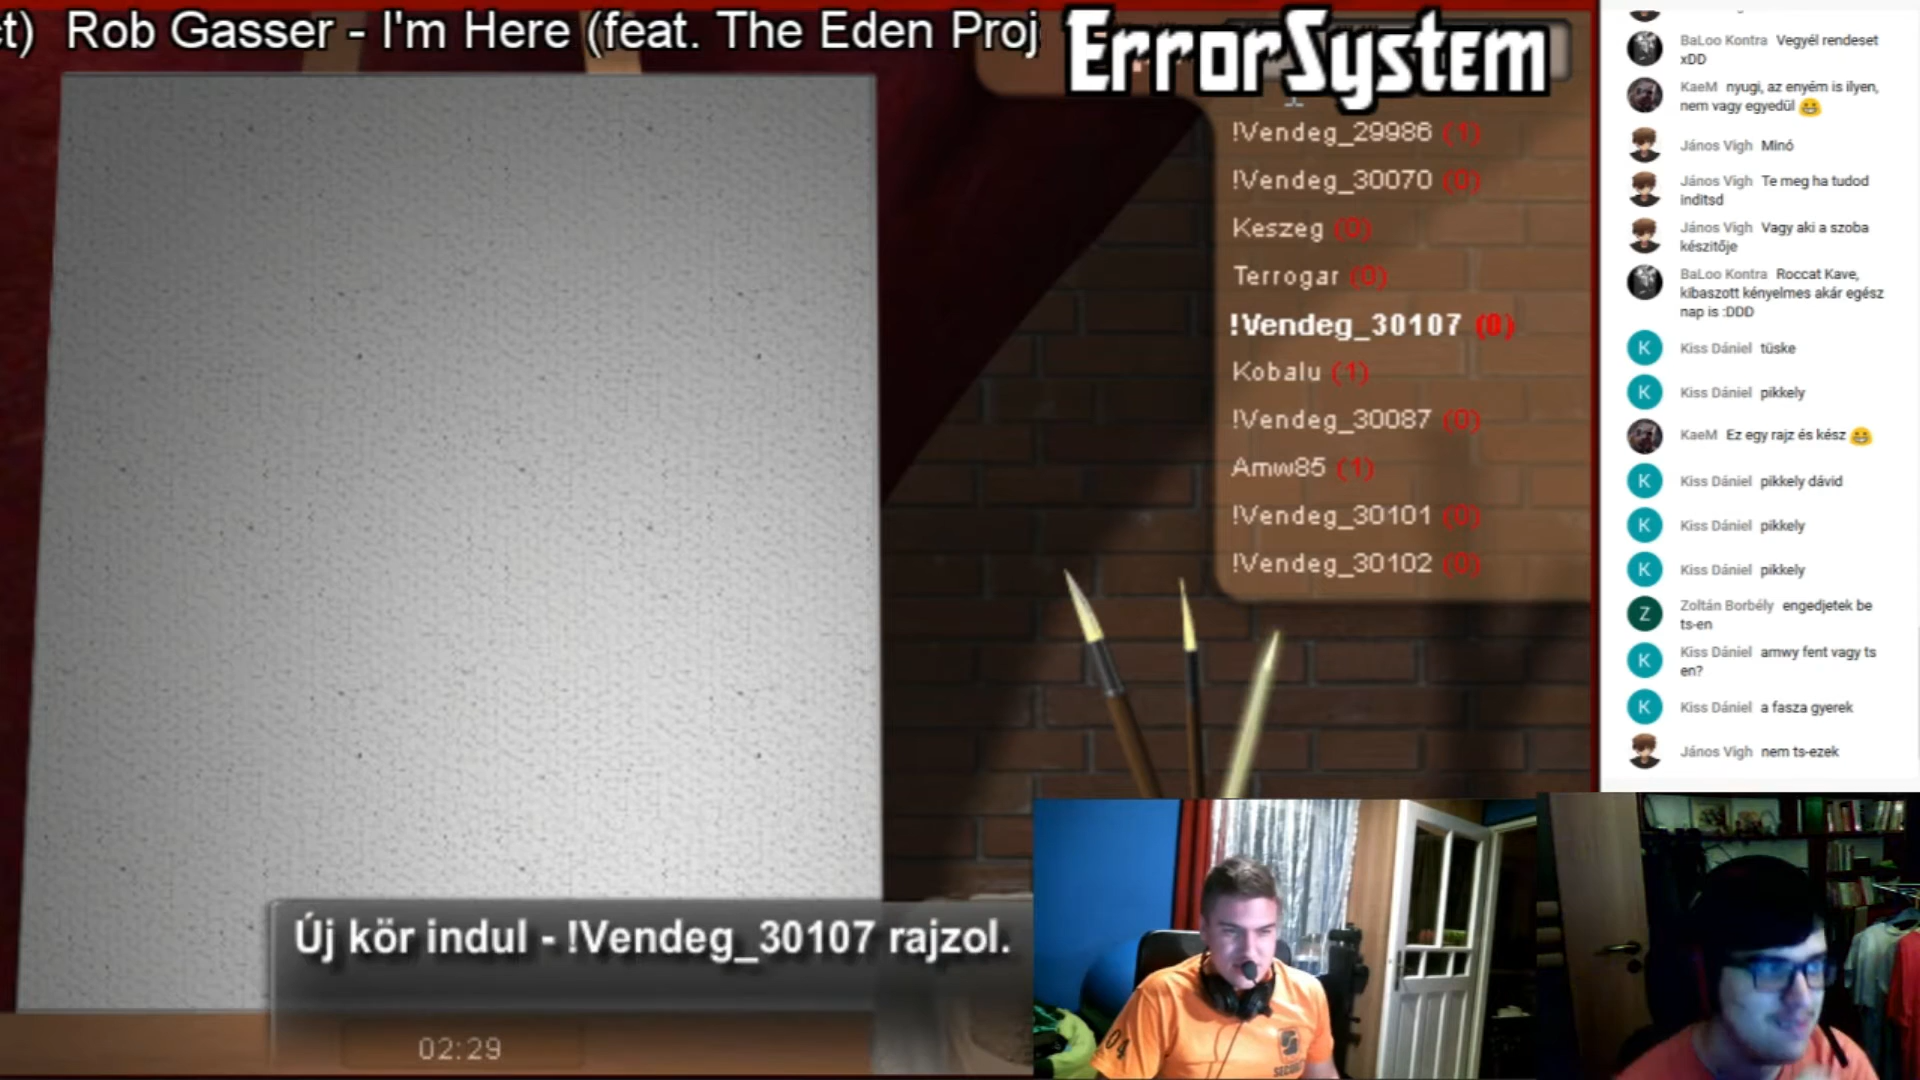 ct) Rob Gasser - I'm Here (feat. The Eden Proj
ErrorSystem
!Vendeg_29986 (1)
!Vendeg_30070 (0)
Keszeg (0)
Terrogar (0)
!Vendeg_30107 (0)
Kobalu (1)
!Vendeg_30087 (0)
Amw85 (1)
!Vendeg_30101 (0)
!Vendeg_30102 (0)
Új kör indul - !Vendeg_30107 rajzol.
02:29
BaLoo Kontra Vegyél rendeset
xDD
KaeM nyugi, az enyém is ilyen,
nem vagy egyedül 😄
János Vigh Minó
János Vigh Te meg ha tudod
inditsd
János Vigh Vagy aki a szoba
készitője
BaLoo Kontra Roccat Kave,
kibaszott kényelmes akár egész
nap is :DDD
K Kiss Dániel tüske
K Kiss Dániel pikkely
KaeM Ez egy rajz és kész 😄
K Kiss Dániel pikkely dávid
K Kiss Dániel pikkely
K Kiss Dániel pikkely
Z Zoltán Borbély engedjetek be
ts-en
K Kiss Dániel amwy fent vagy ts
en?
K Kiss Dániel a fasza gyerek
János Vigh nem ts-ezek
04
S